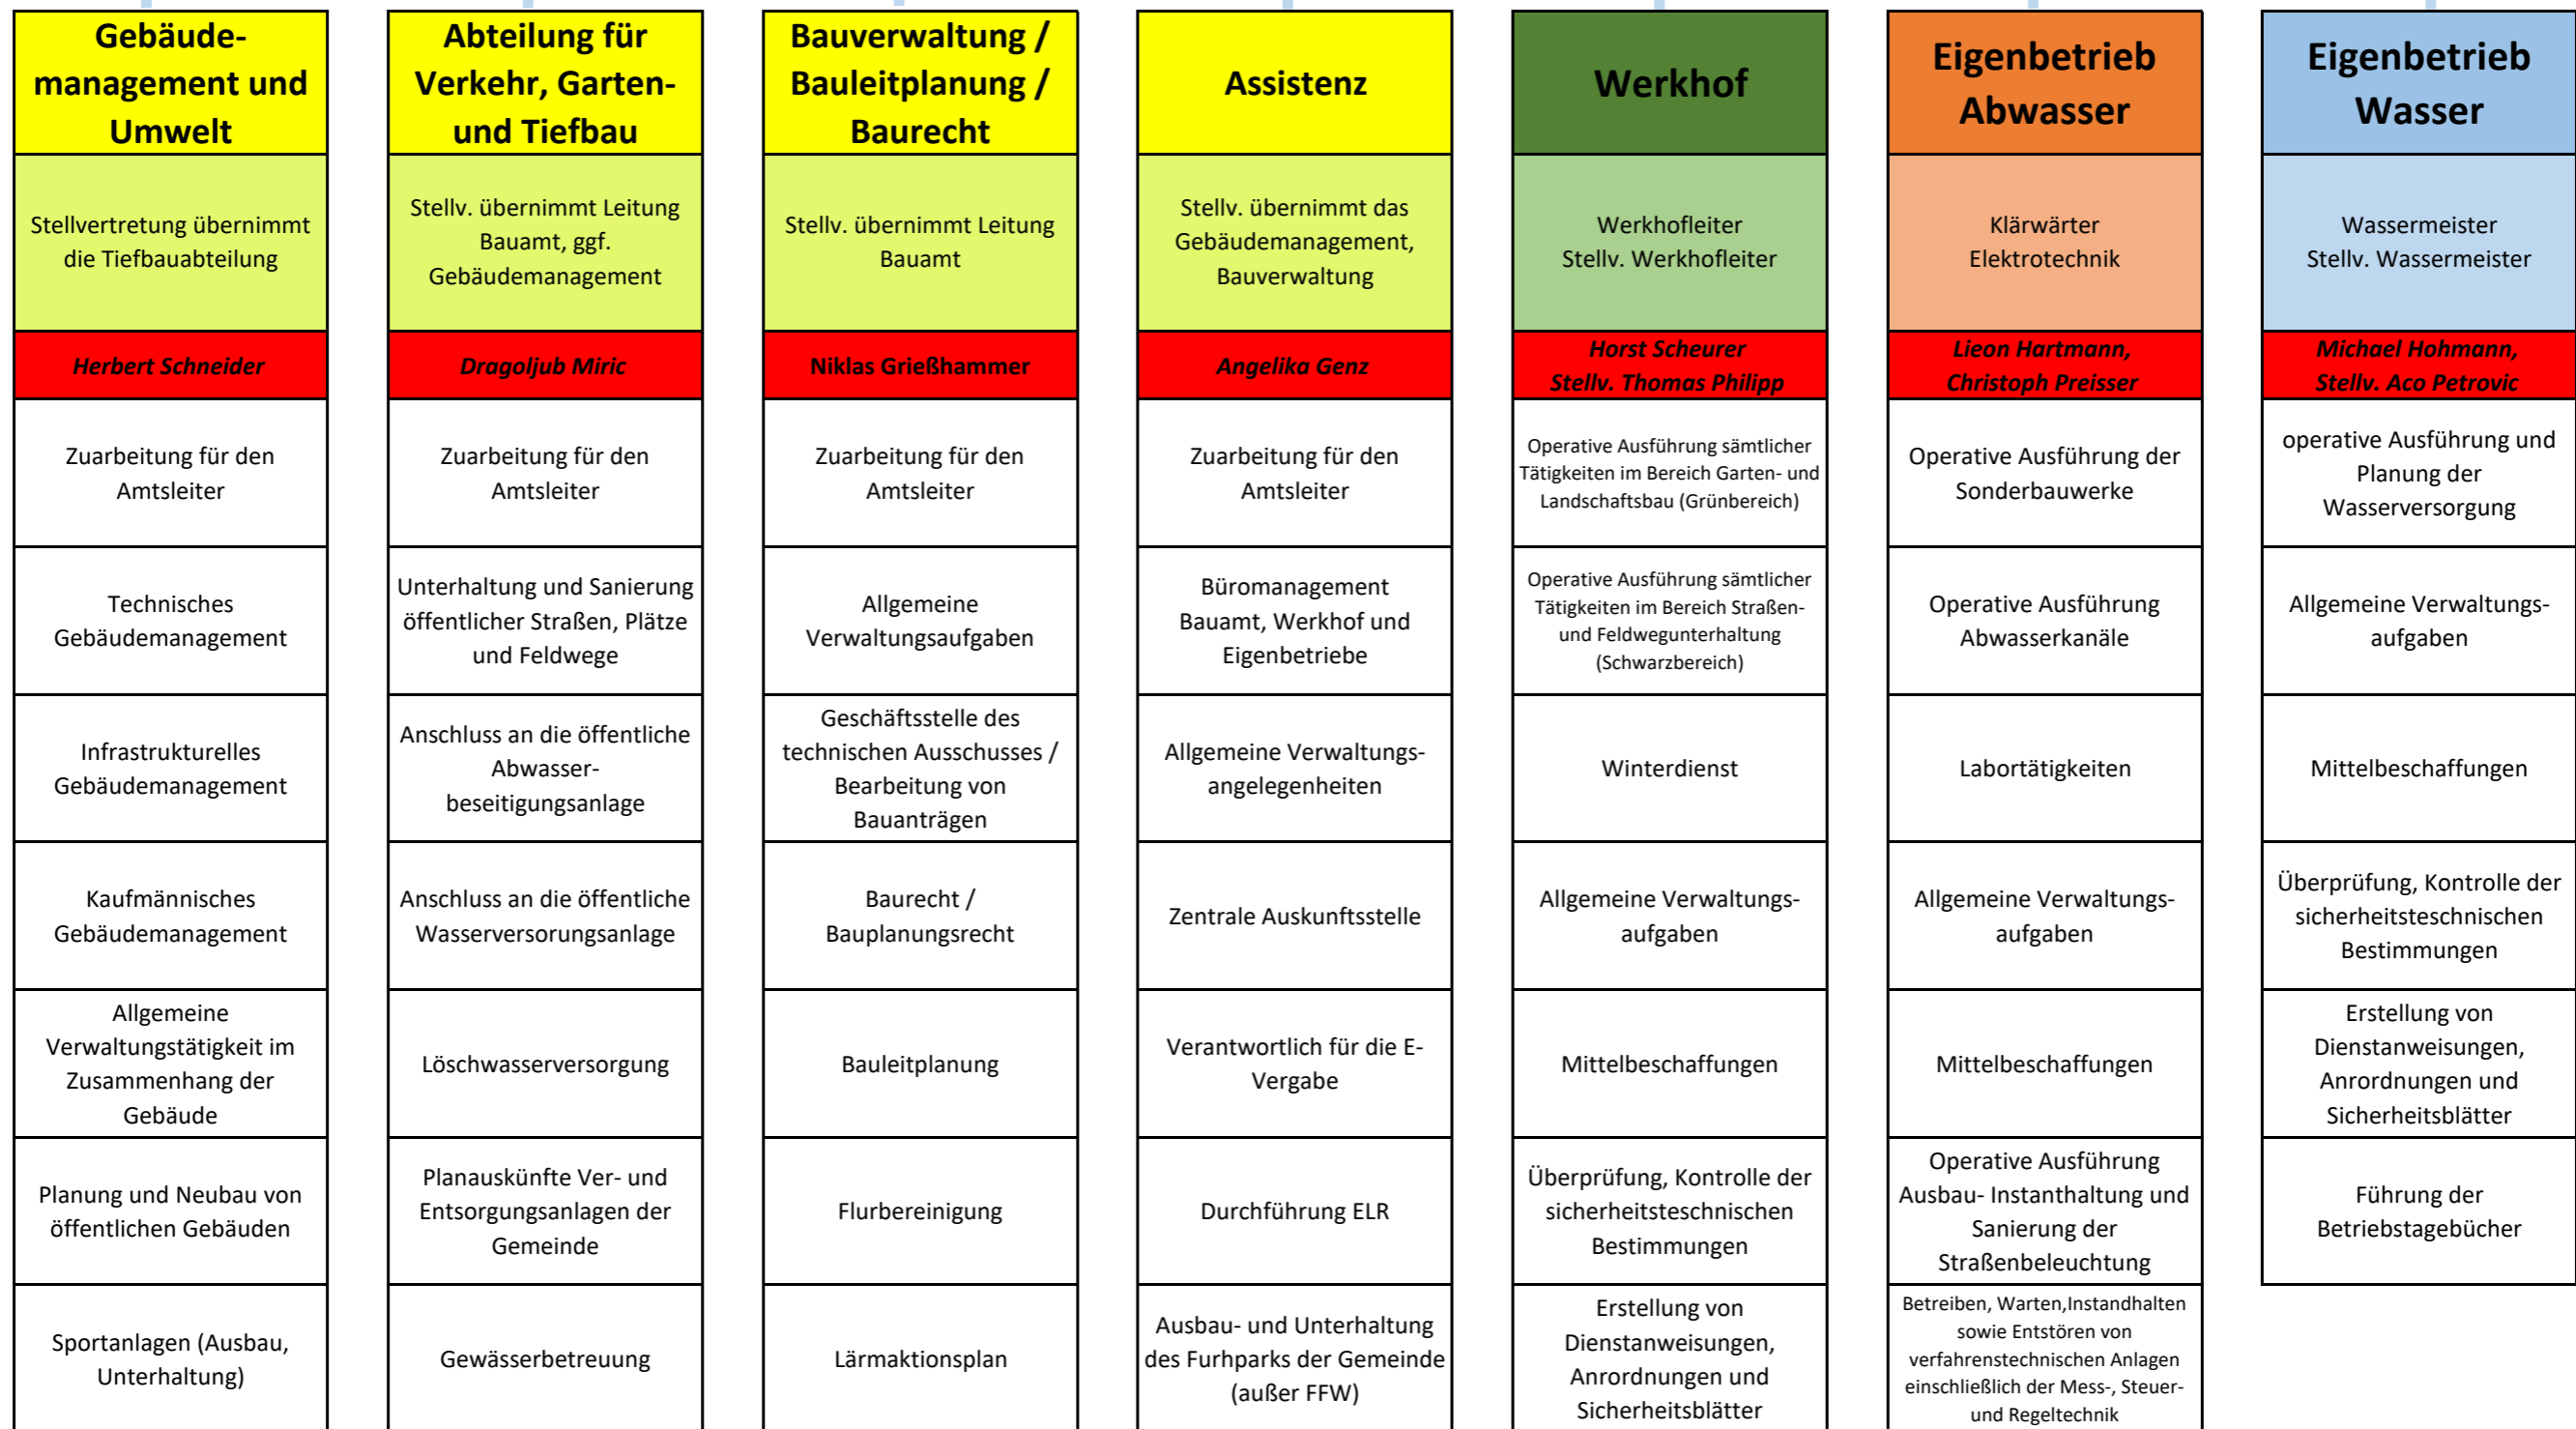 Gebäude-
management und
Umwelt
Stellvertretung übernimmt
die Tiefbauabteilung
Herbert Schneider
Zuarbeitung für den
Amtsleiter
Technisches
Gebäudemanagement
Infrastrukturelles
Gebäudemanagement
Kaufmännisches
Gebäudemanagement
Allgemeine
Verwaltungstätigkeit im
Zusammenhang der
Gebäude
Planung und Neubau von
öffentlichen Gebäuden
Sportanlagen (Ausbau,
Unterhaltung)
Abteilung für
Verkehr, Garten-
und Tiefbau
Stellv. übernimmt Leitung
Bauamt, ggf.
Gebäudemanagement
Dragoljub Miric
Zuarbeitung für den
Amtsleiter
Unterhaltung und Sanierung
öffentlicher Straßen, Plätze
und Feldwege
Anschluss an die öffentliche
Abwasser-
beseitigungsanlage
Anschluss an die öffentliche
Wasserversorungsanlage
Löschwasserversorgung
Planauskünfte Ver- und
Entsorgungsanlagen der
Gemeinde
Gewässerbetreuung
Bauverwaltung /
Bauleitplanung /
Baurecht
Stellv. übernimmt Leitung
Bauamt
Niklas Grießhammer
Zuarbeitung für den
Amtsleiter
Allgemeine
Verwaltungsaufgaben
Geschäftsstelle des
technischen Ausschusses /
Bearbeitung von
Bauanträgen
Baurecht /
Bauplanungsrecht
Bauleitplanung
Flurbereinigung
Lärmaktionsplan
Assistenz
Stellv. übernimmt das
Gebäudemanagement,
Bauverwaltung
Angelika Genz
Zuarbeitung für den
Amtsleiter
Büromanagement
Bauamt, Werkhof und
Eigenbetriebe
Allgemeine Verwaltungs-
angelegenheiten
Zentrale Auskunftsstelle
Verantwortlich für die E-
Vergabe
Durchführung ELR
Ausbau- und Unterhaltung
des Furhparks der Gemeinde
(außer FFW)
Werkhof
Werkhofleiter
Stellv. Werkhofleiter
Horst Scheurer
Stellv. Thomas Philipp
Operative Ausführung sämtlicher
Tätigkeiten im Bereich Garten- und
Landschaftsbau (Grünbereich)
Operative Ausführung sämtlicher
Tätigkeiten im Bereich Straßen-
und Feldwegunterhaltung
(Schwarzbereich)
Winterdienst
Allgemeine Verwaltungs-
aufgaben
Mittelbeschaffungen
Überprüfung, Kontrolle der
sicherheitsteschnischen
Bestimmungen
Erstellung von
Dienstanweisungen,
Anrordnungen und
Sicherheitsblätter
Eigenbetrieb
Abwasser
Klärwärter
Elektrotechnik
Lieon Hartmann,
Christoph Preisser
Operative Ausführung der
Sonderbauwerke
Operative Ausführung
Abwasserkanäle
Labortätigkeiten
Allgemeine Verwaltungs-
aufgaben
Mittelbeschaffungen
Operative Ausführung
Ausbau- Instanthaltung und
Sanierung der
Straßenbeleuchtung
Betreiben, Warten,Instandhalten
sowie Entstören von
verfahrenstechnischen Anlagen
einschließlich der Mess-, Steuer-
und Regeltechnik
Eigenbetrieb
Wasser
Wassermeister
Stellv. Wassermeister
Michael Hohmann,
Stellv. Aco Petrovic
operative Ausführung und
Planung der
Wasserversorgung
Allgemeine Verwaltungs-
aufgaben
Mittelbeschaffungen
Überprüfung, Kontrolle der
sicherheitsteschnischen
Bestimmungen
Erstellung von
Dienstanweisungen,
Anrordnungen und
Sicherheitsblätter
Führung der
Betriebstagebücher